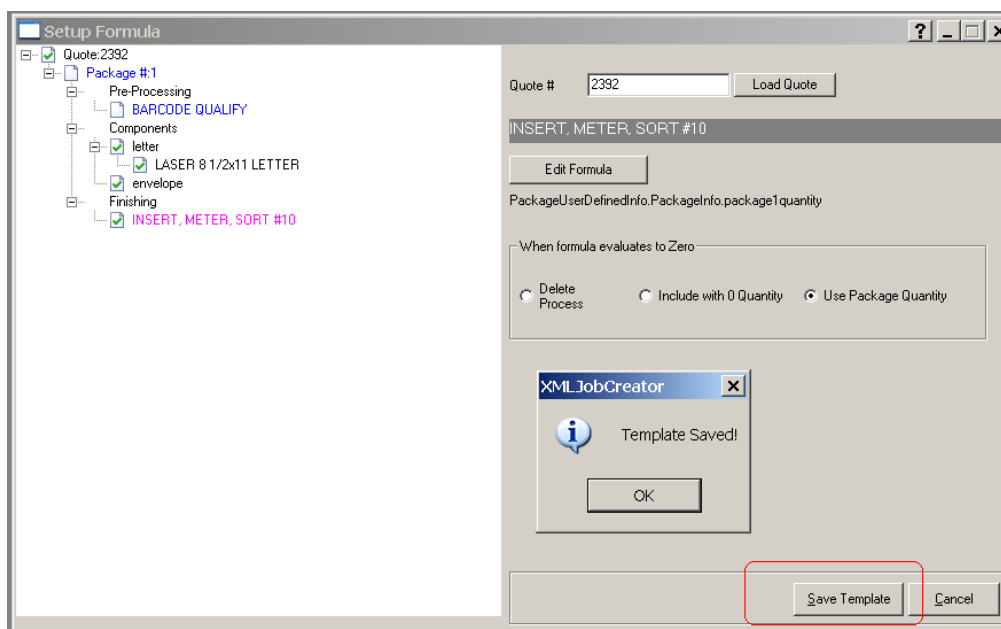 Setup Formula
Quote:2392
Package #:1
Pre-Processing
BARCODE QUALIFY
Components
letter
LASER 8 1/2x11 LETTER
envelope
Finishing
INSERT, METER, SORT #10
Quote #
2392
Load Quote
INSERT, METER, SORT #10
Edit Formula
PackageUserDefinedInfo.PackageInfo.package1quantity
When formula evaluates to Zero
Delete
Process
Include with 0 Quantity
Use Package Quantity
XMLJobCreator
Template Saved!
OK
Save Template
Cancel